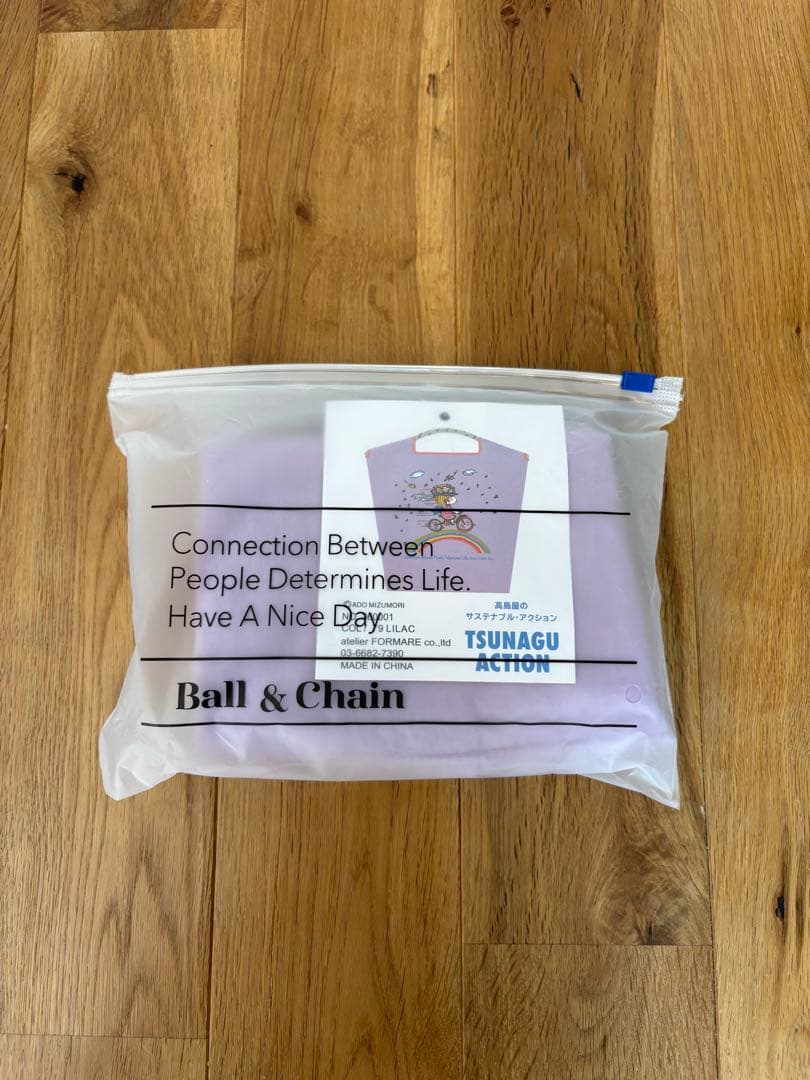 Connection Between
People Determines Life.
Have A Nice Day
Ball & Chain
©ADO MIZUMORI
LILAC
atelier FORMARE co.,ltd
03-6682-7390
MADE IN CHINA
高島屋の
サステナブル・アクション
TSUNAGU
ACTION